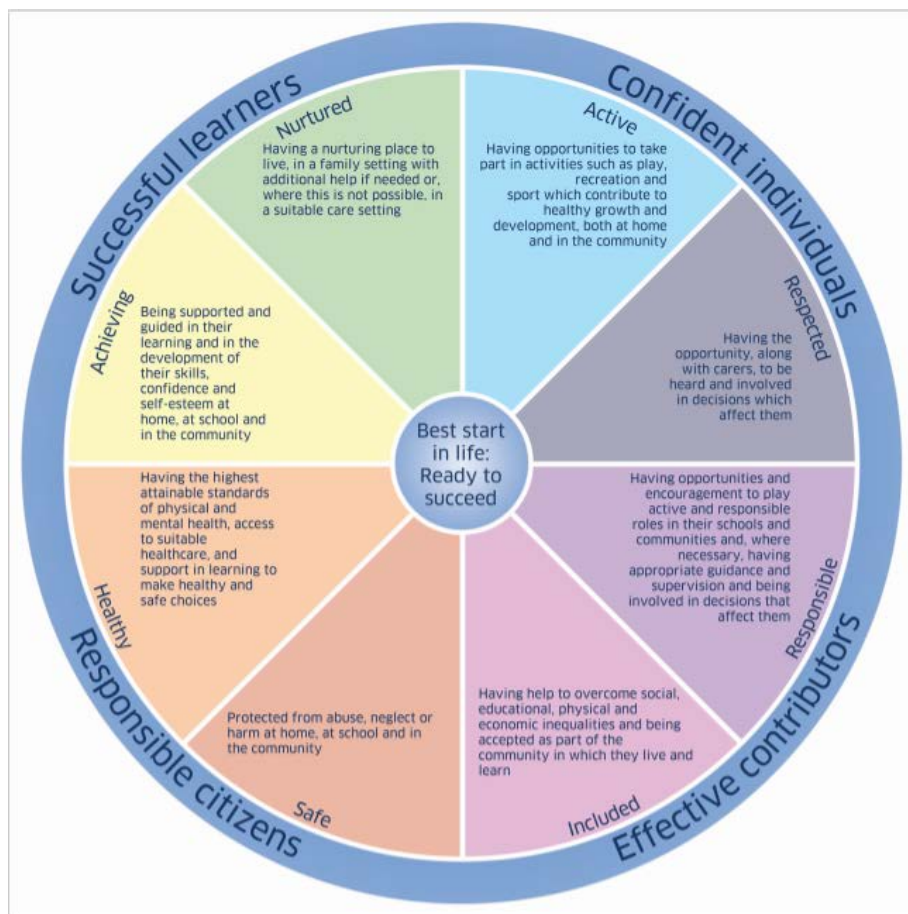 Successful learners
Confident individuals
Nurtured
Having a nurturing place to
live, in a family setting with
additional help if needed or,
where this is not possible, in
a suitable care setting
Active
Having opportunities to take
part in activities such as play,
recreation and
sport which contribute to
healthy growth and
development, both at home
and in the community
Achieving
Being supported and
guided in their
learning and in the
development of
their skills,
confidence and
self-esteem at
home, at school and
in the community
Respected
Having the
opportunity, along
with carers, to be
heard and involved
in decisions which
affect them
Best start
in life:
Ready to
succeed
Healthy
Having the highest
attainable standards
of physical and
mental health, access
to suitable
healthcare, and
support in learning to
make healthy and
safe choices
Responsible
Having opportunities and
encouragement to play
active and responsible
roles in their schools and
communities and, where
necessary, having
appropriate guidance and
supervision and being
involved in decisions that
affect them
Protected from abuse, neglect or
harm at home, at school and in
the community
Safe
Having help to overcome social,
educational, physical and
economic inequalities and being
accepted as part of the
community in which they live and
learn
Included
Responsible citizens
Effective contributors